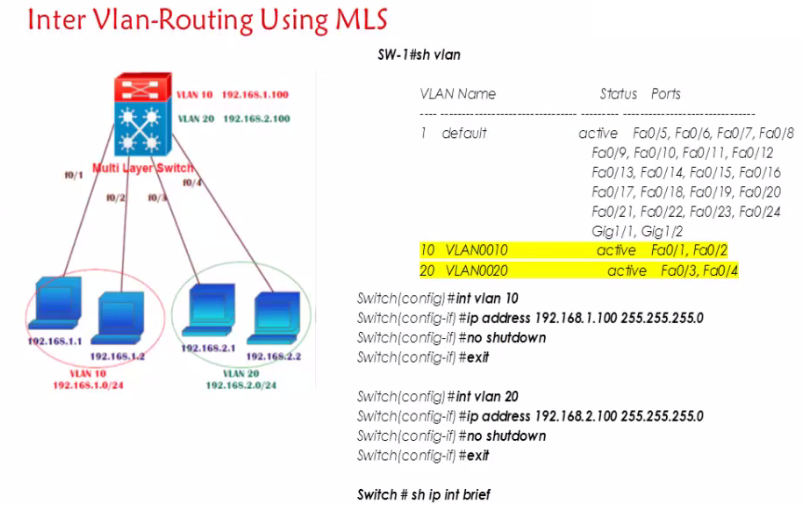 Inter Vlan-Routing Using MLS
VLAN 10 192.168.1.100
VLAN 20 192.168.2.100
Multi Layer Switch
f0/1
f0/2
f0/3
f0/4
192.168.1.1
192.168.1.2
192.168.2.1
192.168.2.2
VLAN 10
192.168.1.0/24
VLAN 20
192.168.2.0/24
SW-1#sh vlan
VLAN Name Status Ports
---- -------------------------------- --------- -------------------------------
1 default active Fa0/5, Fa0/6, Fa0/7, Fa0/8
Fa0/9, Fa0/10, Fa0/11, Fa0/12
Fa0/13, Fa0/14, Fa0/15, Fa0/16
Fa0/17, Fa0/18, Fa0/19, Fa0/20
Fa0/21, Fa0/22, Fa0/23, Fa0/24
Gig1/1, Gig1/2
10 VLAN0010 active Fa0/1, Fa0/2
20 VLAN0020 active Fa0/3, Fa0/4
Switch(config)#int vlan 10
Switch(config-if)#ip address 192.168.1.100 255.255.255.0
Switch(config-if)#no shutdown
Switch(config-if)#exit
Switch(config)#int vlan 20
Switch(config-if)#ip address 192.168.2.100 255.255.255.0
Switch(config-if)#no shutdown
Switch(config-if)#exit
Switch # sh ip int brief